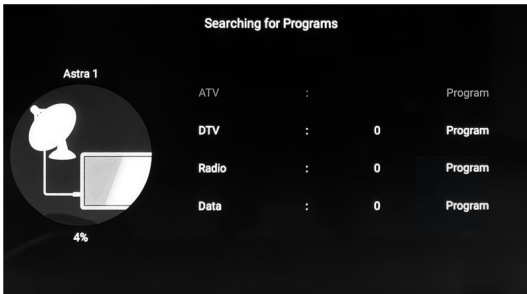 Searching for Programs
Astra 1
ATV : Program
DTV : 0 Program
Radio : 0 Program
Data : 0 Program
4%